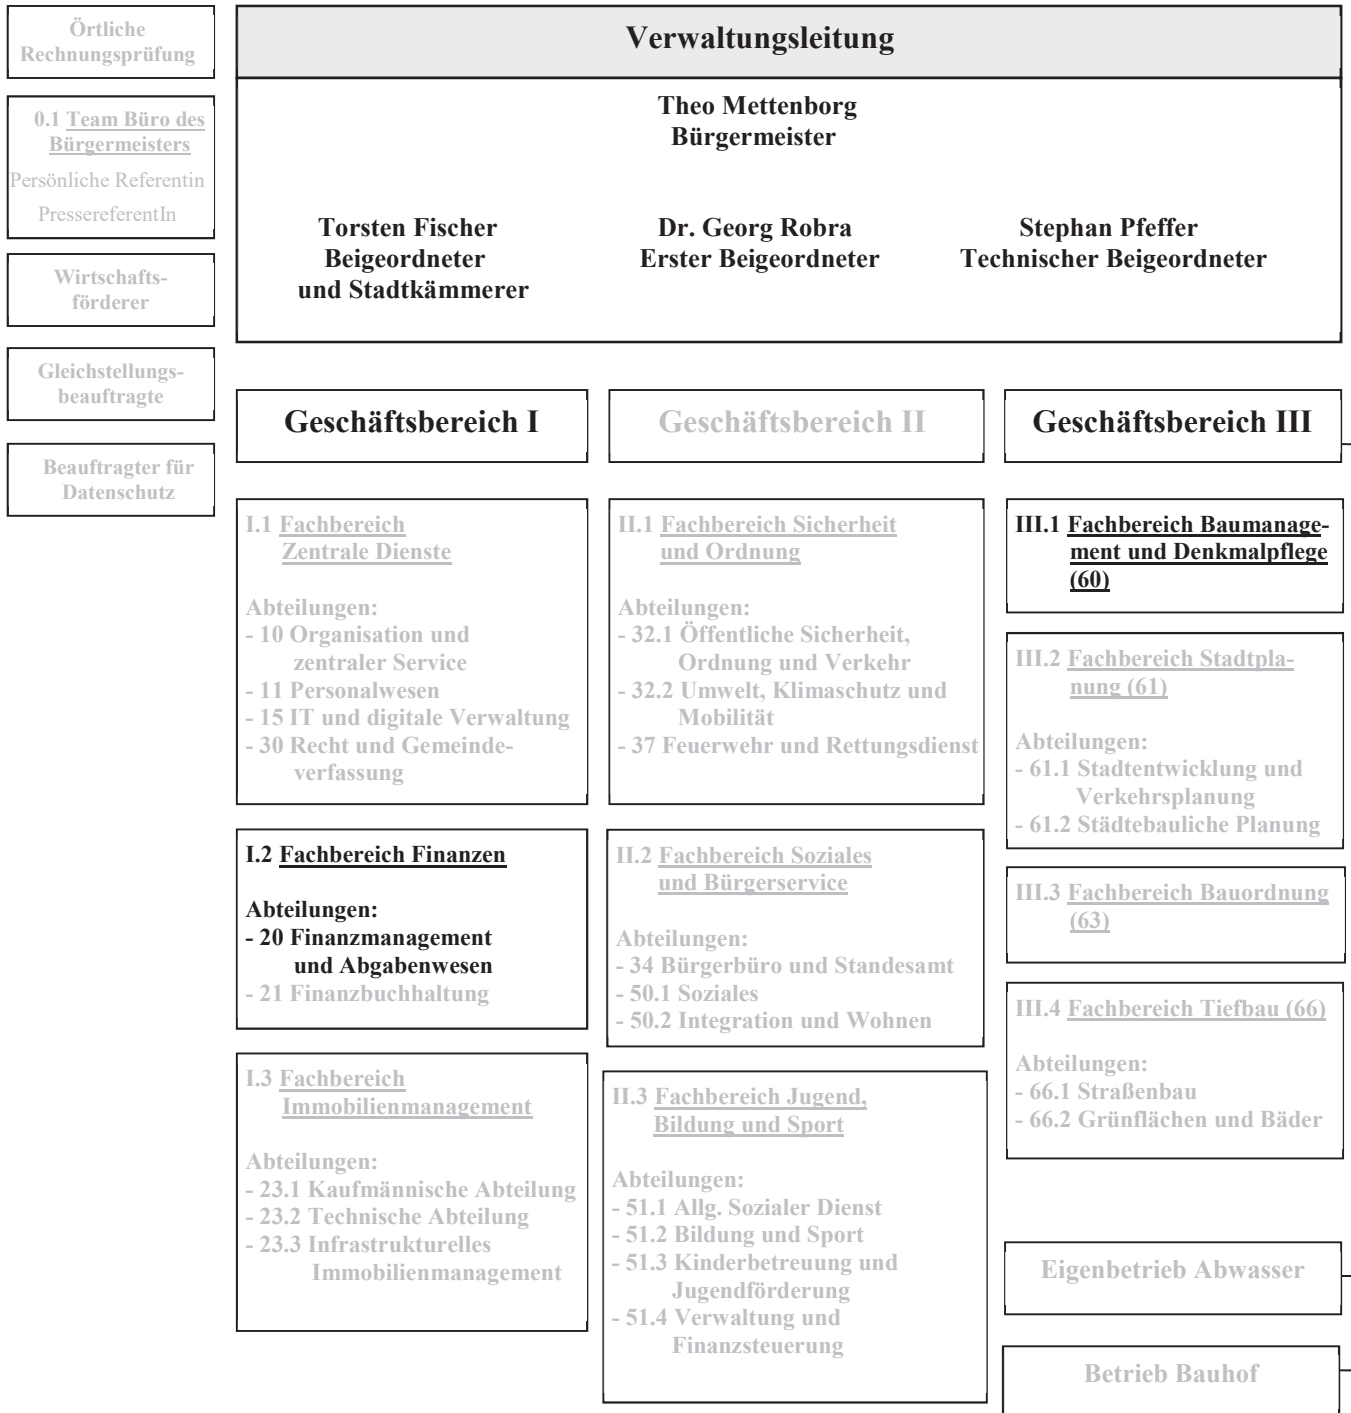 Örtliche
Rechnungsprüfung
0.1 Team Büro des
Bürgermeisters
Persönliche Referentin
PressereferentIn
Wirtschafts-
förderer
Gleichstellungs-
beauftragte
Beauftragter für
Datenschutz
Verwaltungsleitung
Theo Mettenborg
Bürgermeister
Torsten Fischer
Beigeordneter
und Stadtkämmerer
Dr. Georg Robra
Erster Beigeordneter
Stephan Pfeffer
Technischer Beigeordneter
Geschäftsbereich I
I.1 Fachbereich
Zentrale Dienste
Abteilungen:
- 10 Organisation und
zentraler Service
- 11 Personalwesen
- 15 IT und digitale Verwaltung
- 30 Recht und Gemeinde-
verfassung
I.2 Fachbereich Finanzen
Abteilungen:
- 20 Finanzmanagement
und Abgabenwesen
- 21 Finanzbuchhaltung
I.3 Fachbereich
Immobilienmanagement
Abteilungen:
- 23.1 Kaufmännische Abteilung
- 23.2 Technische Abteilung
- 23.3 Infrastrukturelles
Immobilienmanagement
Geschäftsbereich II
II.1 Fachbereich Sicherheit
und Ordnung
Abteilungen:
- 32.1 Öffentliche Sicherheit,
Ordnung und Verkehr
- 32.2 Umwelt, Klimaschutz und
Mobilität
- 37 Feuerwehr und Rettungsdienst
II.2 Fachbereich Soziales
und Bürgerservice
Abteilungen:
- 34 Bürgerbüro und Standesamt
- 50.1 Soziales
- 50.2 Integration und Wohnen
II.3 Fachbereich Jugend,
Bildung und Sport
Abteilungen:
- 51.1 Allg. Sozialer Dienst
- 51.2 Bildung und Sport
- 51.3 Kinderbetreuung und
Jugendförderung
- 51.4 Verwaltung und
Finanzsteuerung
Geschäftsbereich III
III.1 Fachbereich Baumanage-
ment und Denkmalpflege
(60)
III.2 Fachbereich Stadtpla-
nung (61)
Abteilungen:
- 61.1 Stadtentwicklung und
Verkehrsplanung
- 61.2 Städtebauliche Planung
III.3 Fachbereich Bauordnung
(63)
III.4 Fachbereich Tiefbau (66)
Abteilungen:
- 66.1 Straßenbau
- 66.2 Grünflächen und Bäder
Eigenbetrieb Abwasser
Betrieb Bauhof